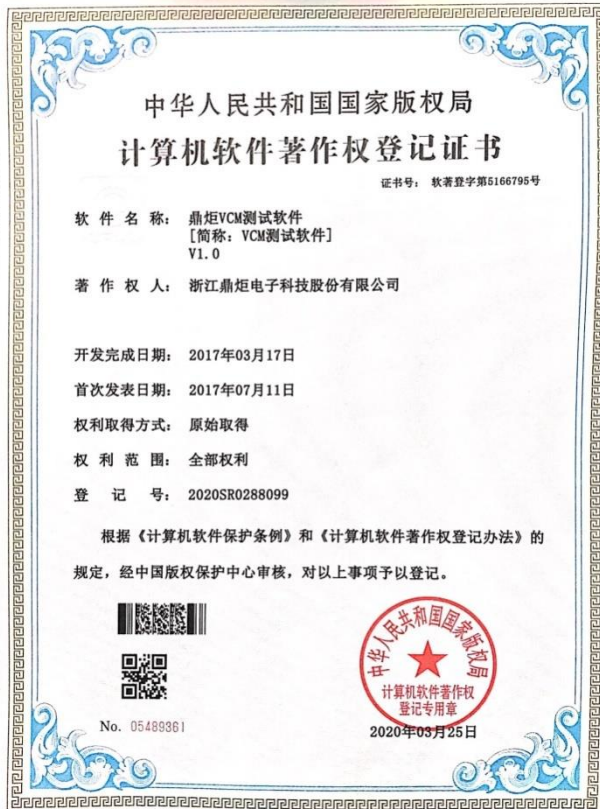 中华人民共和国国家版权局
计算机软件著作权登记证书
证书号： 软著登字第5166795号
软件名称： 鼎炬VCM测试软件
[简称：VCM测试软件]
V1.0
著作权人： 浙江鼎炬电子科技股份有限公司
开发完成日期： 2017年03月17日
首次发表日期： 2017年07月11日
权利取得方式： 原始取得
权利范围： 全部权利
登记号： 2020SR0288099
根据《计算机软件保护条例》和《计算机软件著作权登记办法》的
规定，经中国版权保护中心审核，对以上事项予以登记。
中华人民共和国国家版权局
计算机软件著作权
登记专用章
No. 05489361
2020年03月25日